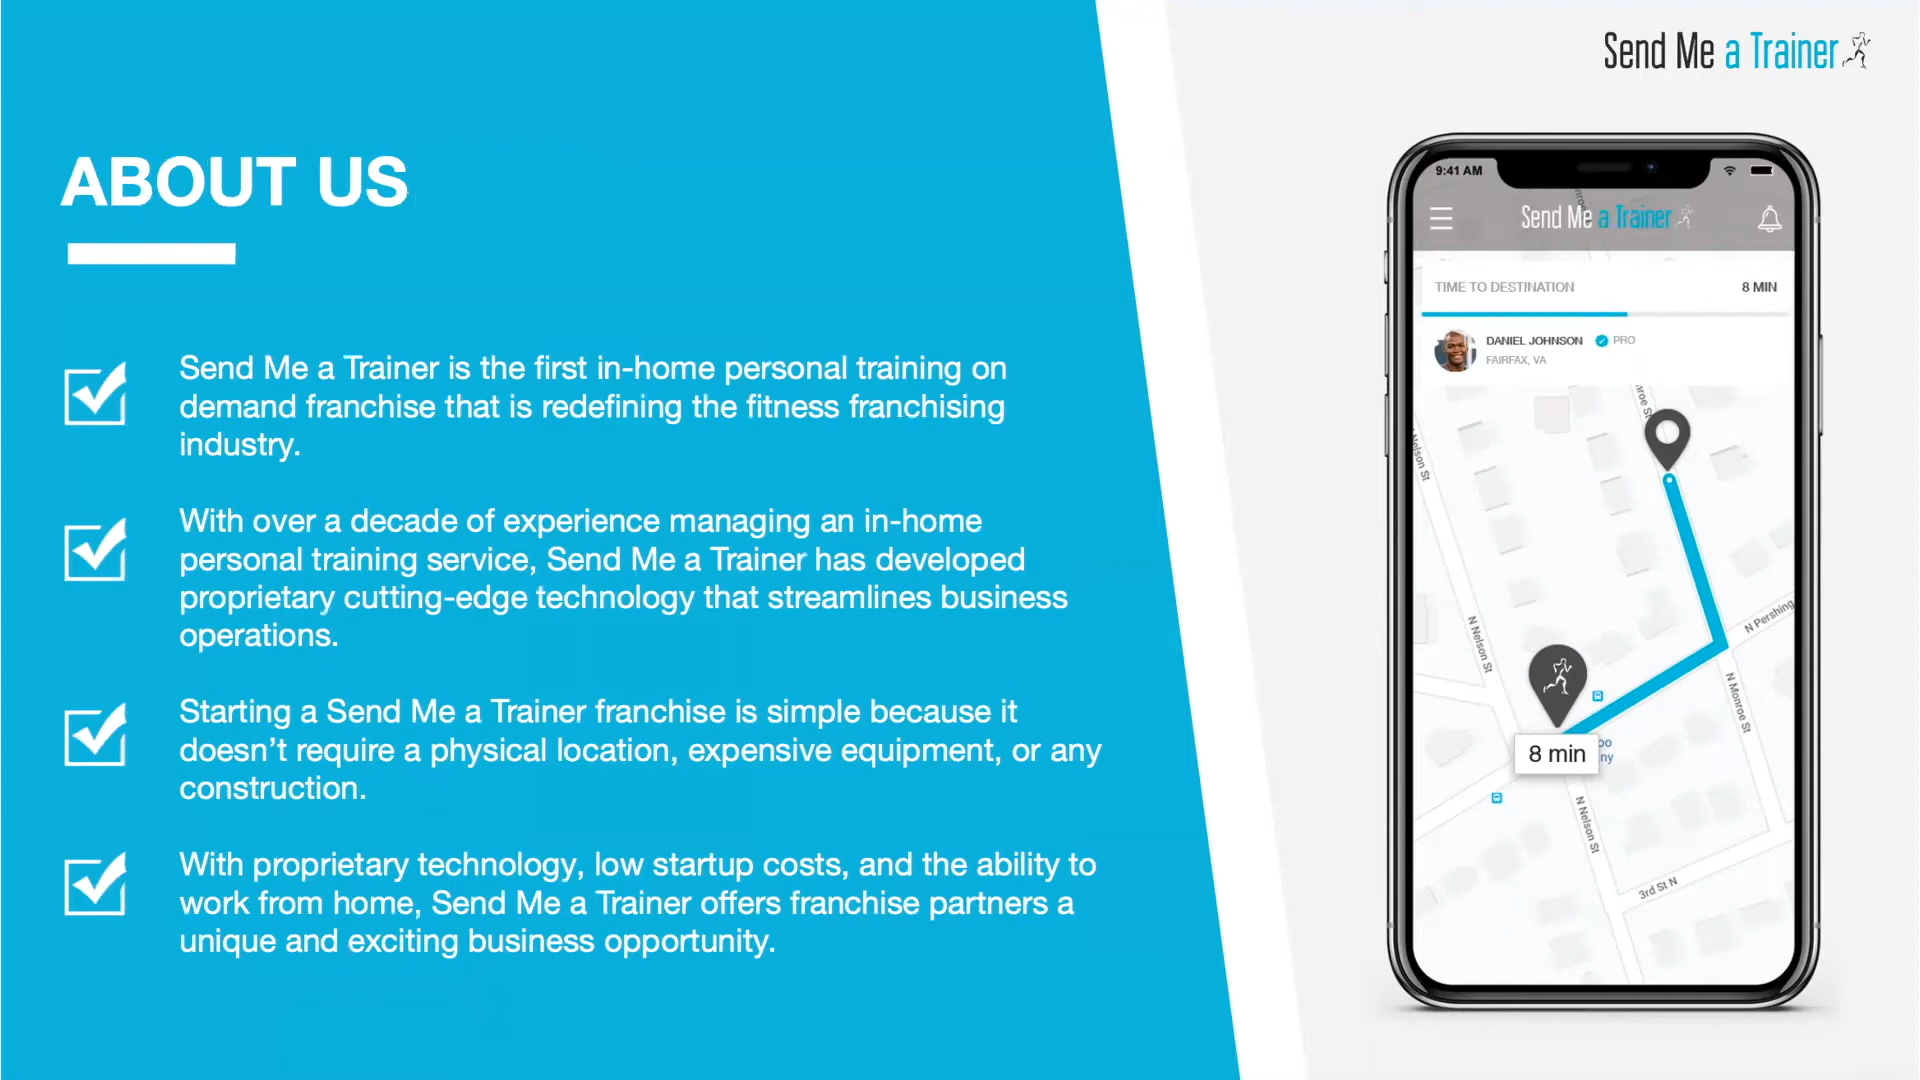 Send Me a Trainer
ABOUT US
Send Me a Trainer is the first in-home personal training on
demand franchise that is redefining the fitness franchising
industry.
With over a decade of experience managing an in-home
personal training service, Send Me a Trainer has developed
proprietary cutting-edge technology that streamlines business
operations.
Starting a Send Me a Trainer franchise is simple because it
doesn’t require a physical location, expensive equipment, or any
construction.
With proprietary technology, low startup costs, and the ability to
work from home, Send Me a Trainer offers franchise partners a
unique and exciting business opportunity.
9:41 AM
Send Me a Trainer
TIME TO DESTINATION 8 MIN
DANIEL JOHNSON PRO
FAIRFAX, VA
N Nelson St
N Pershing
N Nelson St
N Monroe St
8 min
N Nelson St
3rd St N